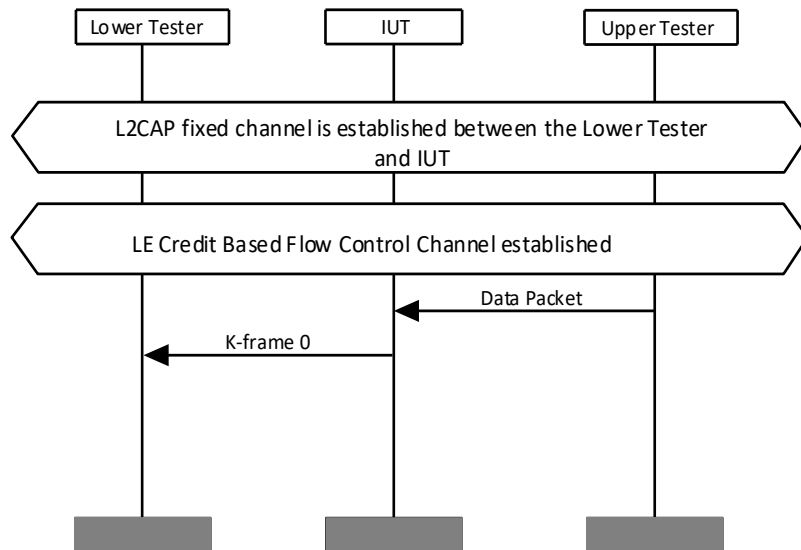 Lower Tester
IUT
Upper Tester
L2CAP fixed channel is established between the Lower Tester
and IUT
LE Credit Based Flow Control Channel established
Data Packet
K-frame 0